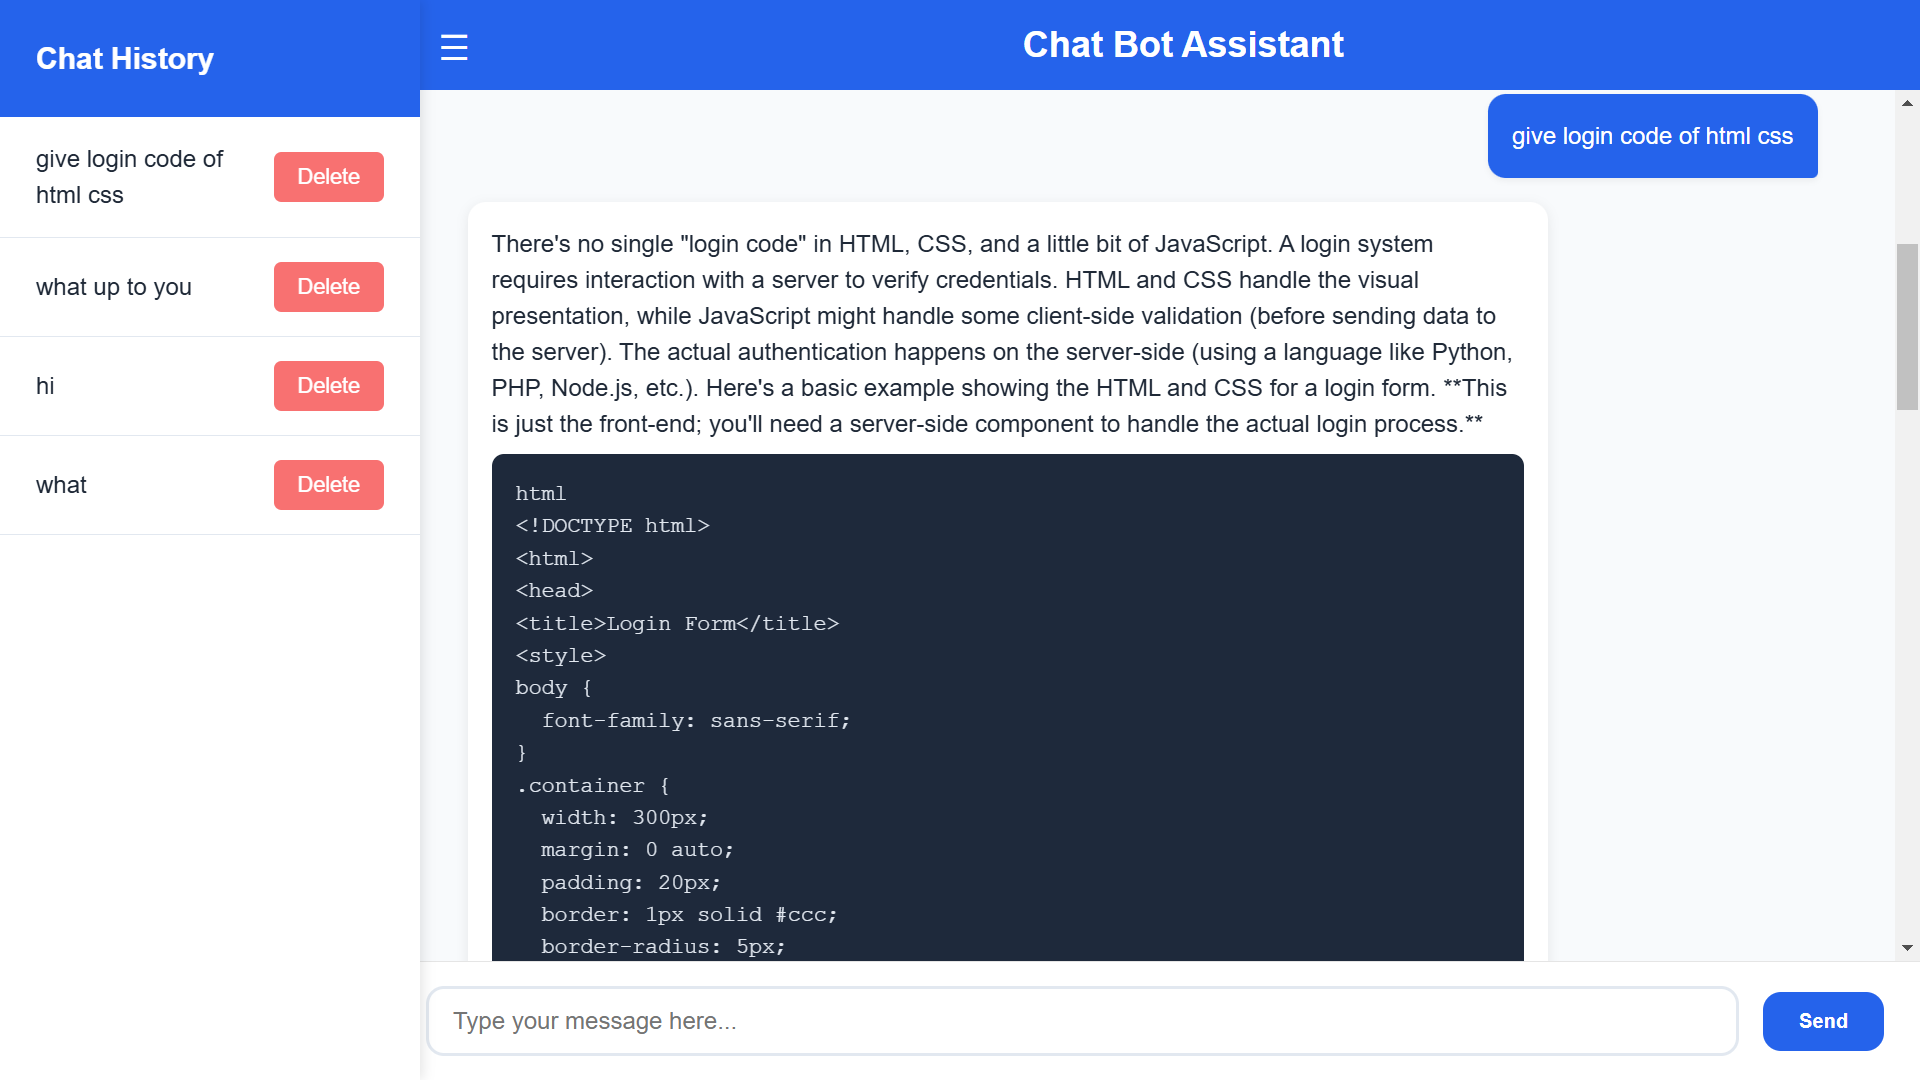 Chat History
give login code of
html css
Delete
what up to you
Delete
hi
Delete
what
Delete
☰
Chat Bot Assistant
give login code of html css
There's no single "login code" in HTML, CSS, and a little bit of JavaScript. A login system
requires interaction with a server to verify credentials. HTML and CSS handle the visual
presentation, while JavaScript might handle some client-side validation (before sending data to
the server). The actual authentication happens on the server-side (using a language like Python,
PHP, Node.js, etc.). Here's a basic example showing the HTML and CSS for a login form. **This
is just the front-end; you'll need a server-side component to handle the actual login process.**
html
<!DOCTYPE html>
<html>
<head>
<title>Login Form</title>
<style>
body {
  font-family: sans-serif;
}
.container {
  width: 300px;
  margin: 0 auto;
  padding: 20px;
  border: 1px solid #ccc;
  border-radius: 5px;
Type your message here...
Send